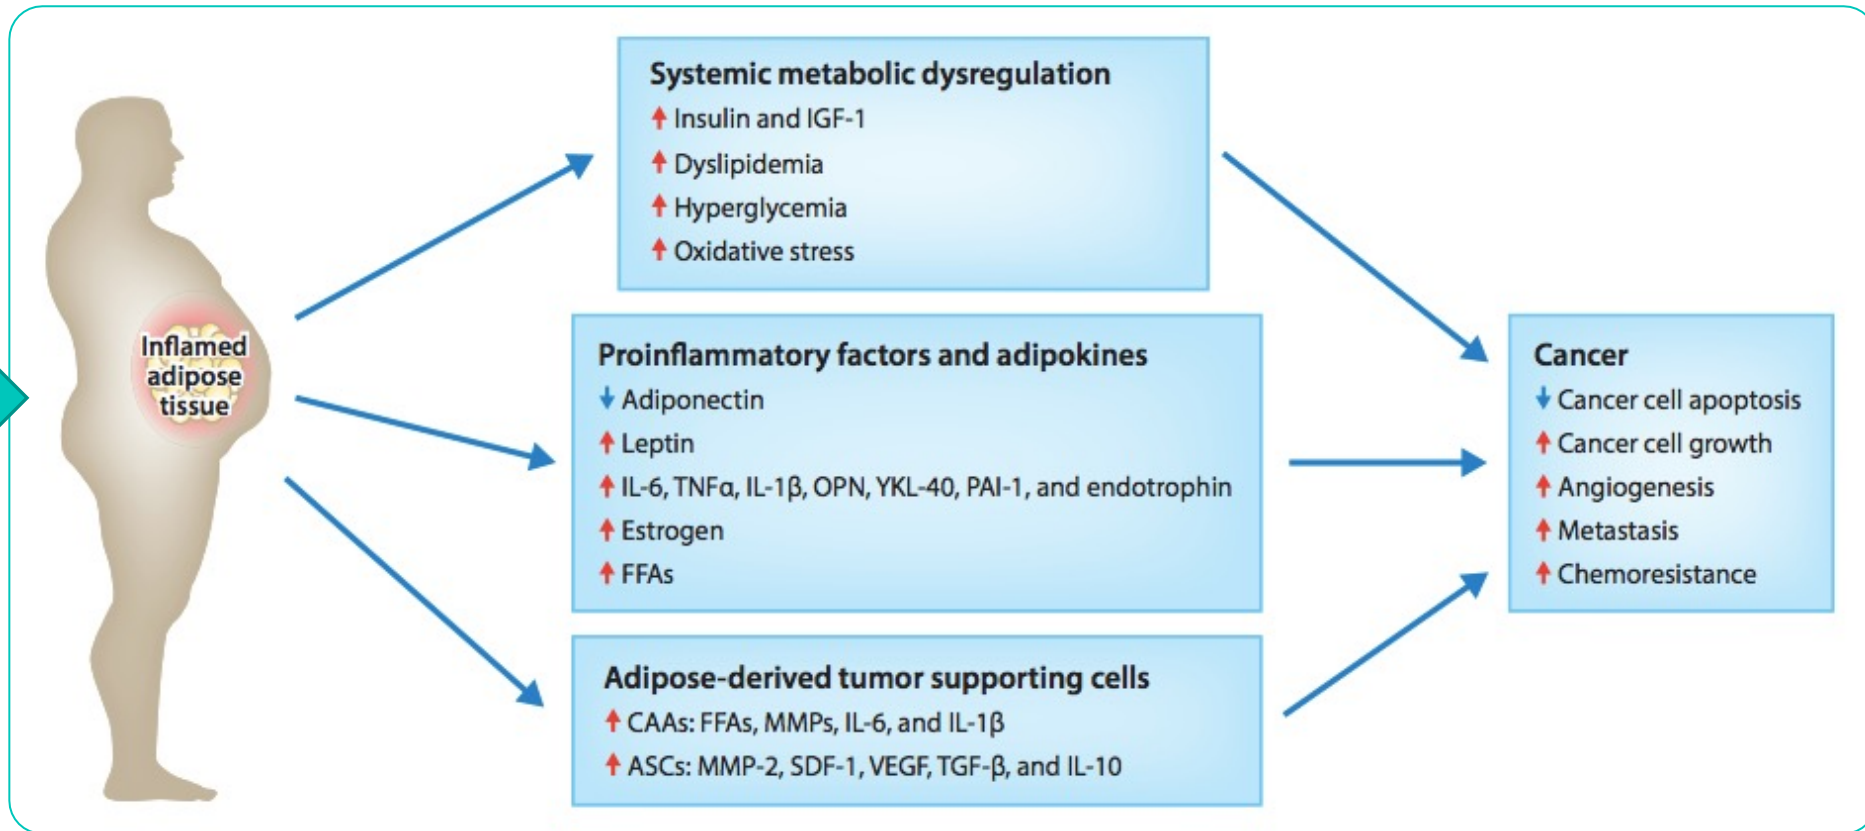 Inflamed
adipose
tissue
Systemic metabolic dysregulation
Insulin and IGF-1
Dyslipidemia
Hyperglycemia
Oxidative stress
Proinflammatory factors and adipokines
Adiponectin
Leptin
IL-6, TNFα, IL-1β, OPN, YKL-40, PAI-1, and endotrophin
Estrogen
FFAs
Adipose-derived tumor supporting cells
CAAs: FFAs, MMPs, IL-6, and IL-1β
ASCs: MMP-2, SDF-1, VEGF, TGF-β, and IL-10
Cancer
Cancer cell apoptosis
Cancer cell growth
Angiogenesis
Metastasis
Chemoresistance